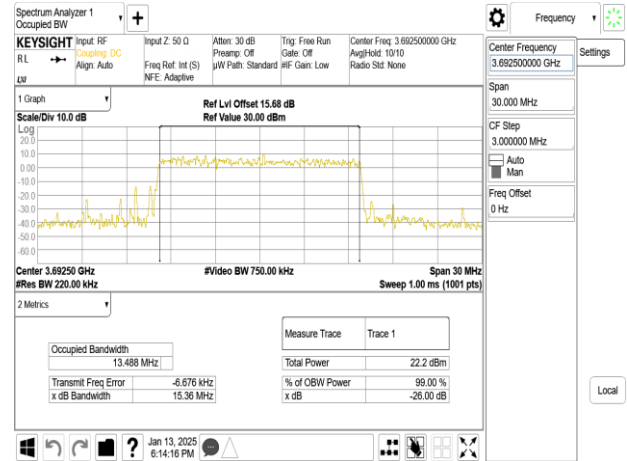 Spectrum Analyzer 1
Occupied BW
Frequency
KEYSIGHT
RL
LXI
Input: RF
Coupling: DC
Align: Auto
Input Z: 50 Ω
Freq Ref: Int (S)
NFE: Adaptive
Atten: 30 dB
Preamp: Off
µW Path: Standard
Trig: Free Run
Gate: Off
#IF Gain: Low
Center Freq: 3.692500000 GHz
Avg|Hold: 10/10
Radio Std: None
Center Frequency
3.692500000 GHz
Settings
Span
30.000 MHz
CF Step
3.000000 MHz
Auto
Man
Freq Offset
0 Hz
Local
1 Graph
Scale/Div 10.0 dB
Ref Lvl Offset 15.68 dB
Ref Value 30.00 dBm
Log
20.0
10.0
0.00
-10.0
-20.0
-30.0
-40.0
-50.0
-60.0
Center 3.69250 GHz
#Video BW 750.00 kHz
Span 30 MHz
#Res BW 220.00 kHz
Sweep 1.00 ms (1001 pts)
2 Metrics
Measure Trace
Trace 1
Occupied Bandwidth
13.488 MHz
Total Power
22.2 dBm
Transmit Freq Error
-6.676 kHz
% of OBW Power
99.00 %
x dB Bandwidth
15.36 MHz
x dB
-26.00 dB
?
Jan 13, 2025
6:14:16 PM